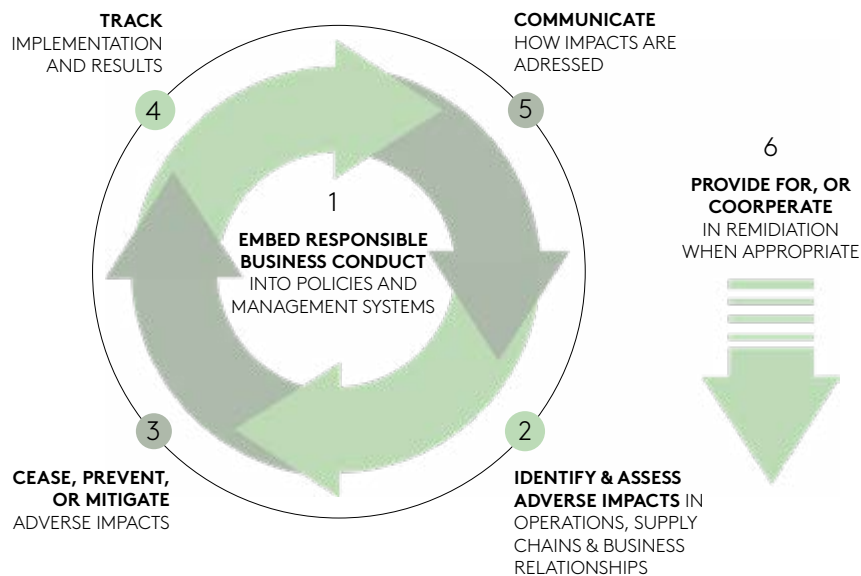 TRACK
IMPLEMENTATION
AND RESULTS
4
COMMUNICATE
HOW IMPACTS ARE
ADRESSED
5
1
EMBED RESPONSIBLE
BUSINESS CONDUCT
INTO POLICIES AND
MANAGEMENT SYSTEMS
6
PROVIDE FOR, OR
COORPERATE
IN REMIDIATION
WHEN APPROPRIATE
3
CEASE, PREVENT,
OR MITIGATE
ADVERSE IMPACTS
2
IDENTIFY & ASSESS
ADVERSE IMPACTS IN
OPERATIONS, SUPPLY
CHAINS & BUSINESS
RELATIONSHIPS